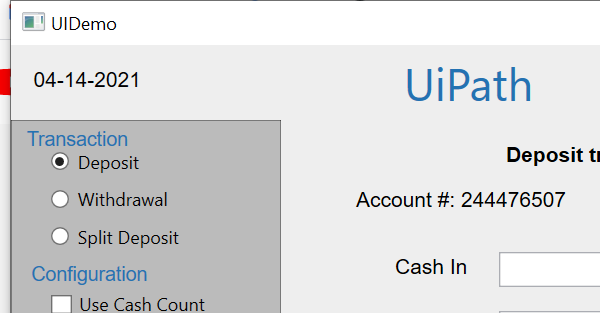 UIDemo
04-14-2021
UiPath
Transaction
Deposit
Withdrawal
Split Deposit
Configuration
Use Cash Count
Deposit
Account #: 244476507
Cash In